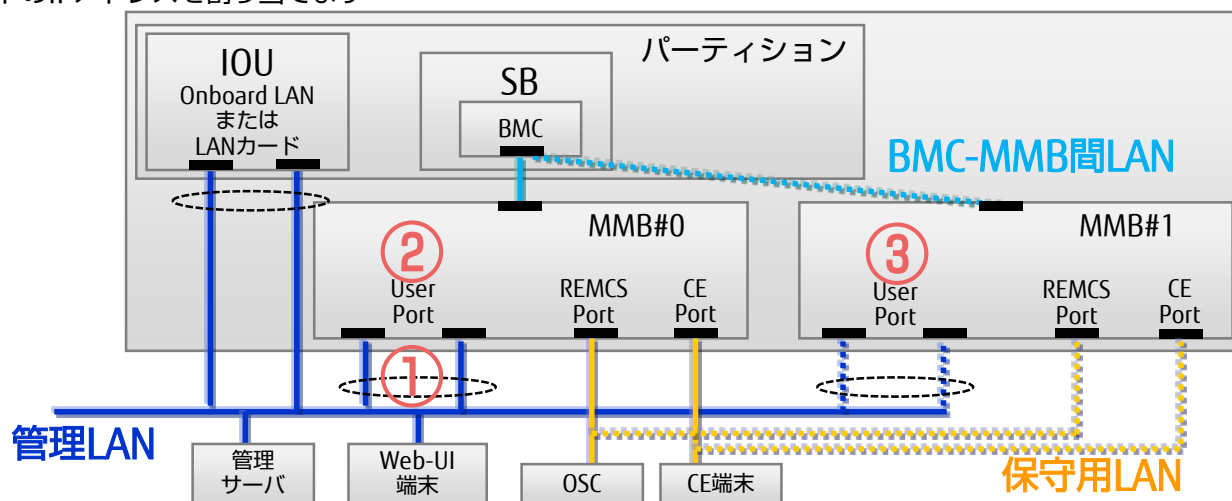 パーティション
IOU
Onboard LAN
または
LANカード
SB
BMC
BMC-MMB間LAN
MMB#0
②
User
Port
REMCS
Port
CE
Port
MMB#1
③
User
Port
REMCS
Port
CE
Port
①
管理LAN
管理
サーバ
Web-UI
端末
OSC
CE端末
保守用LAN